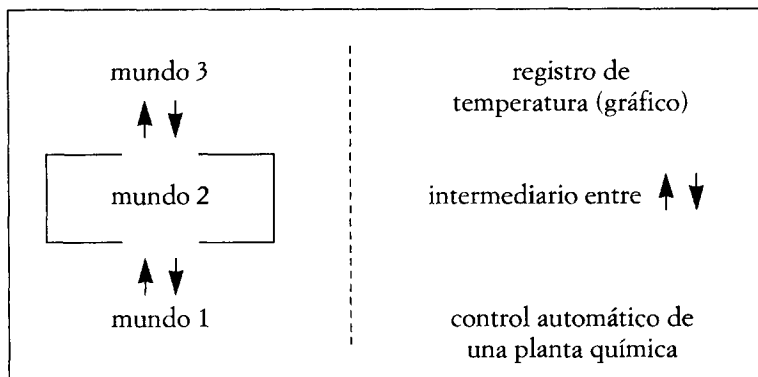 mundo 3
mundo 2
mundo 1
registro de
temperatura (gráfico)
intermediario entre
control automático de
una planta química